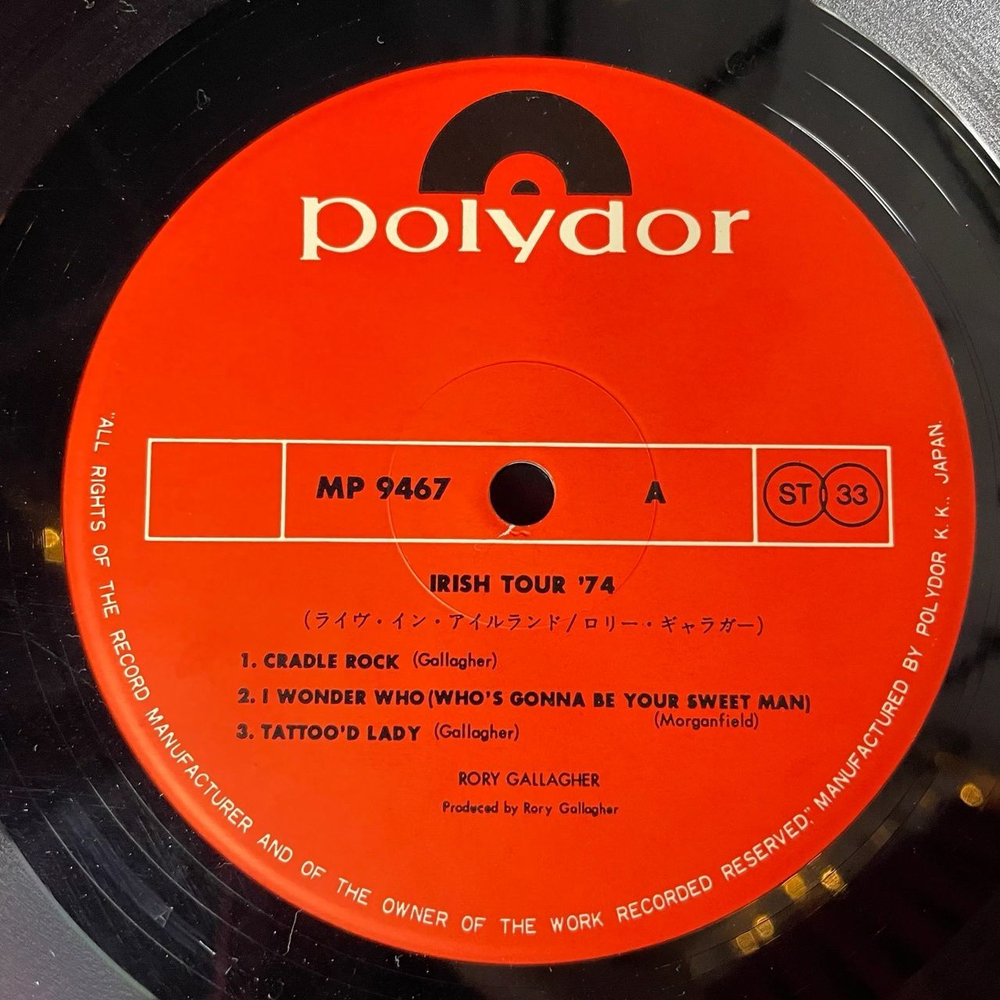 polydor
MP 9467 A ST 33
IRISH TOUR '74
(ライヴ・イン・アイルランド/ロリー・ギャラガー)
1. CRADLE ROCK (Gallagher)
2. I WONDER WHO (WHO'S GONNA BE YOUR SWEET MAN)
(Morganfield)
3. TATTOO'D LADY (Gallagher)
RORY GALLAGHER
Produced by Rory Gallagher
"ALL RIGHTS OF THE RECORD MANUFACTURER AND OF THE OWNER OF THE WORK RECORDED RESERVED." MANUFACTURED BY POLYDOR K. K., JAPAN.